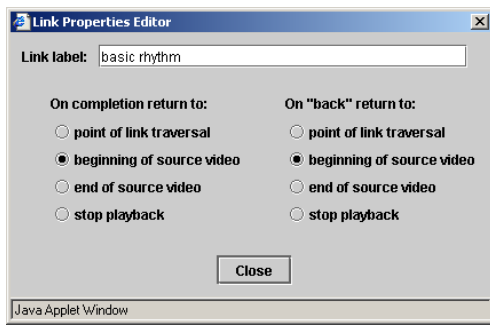 Link Properties Editor
Link label: basic rhythm
On completion return to:
point of link traversal
beginning of source video
end of source video
stop playback
On "back" return to:
point of link traversal
beginning of source video
end of source video
stop playback
Close
Java Applet Window